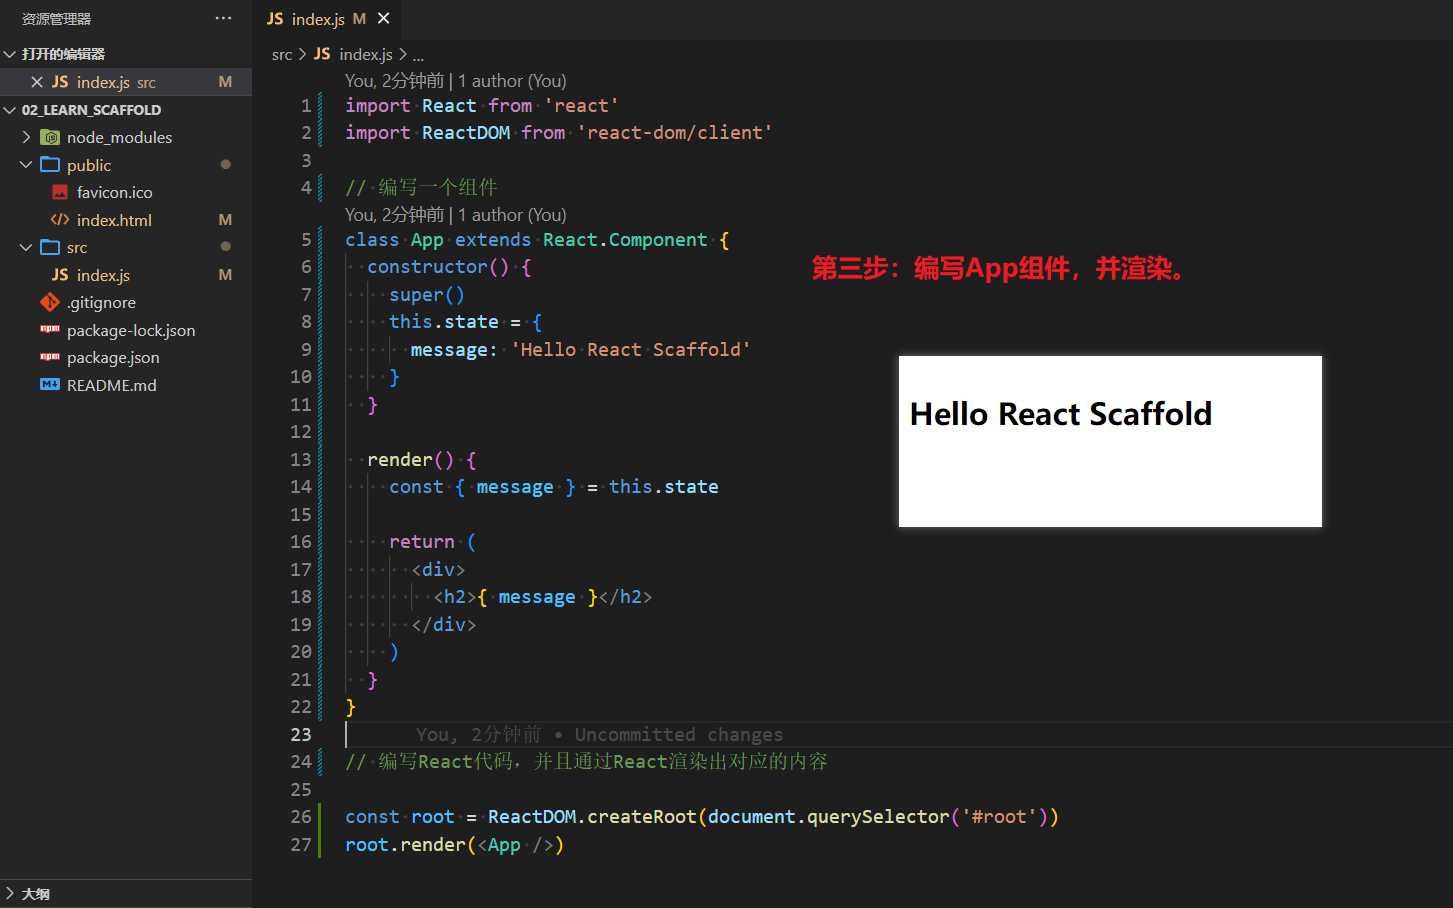 资源管理器 ···
打开的编辑器
JS index.js src M
02_LEARN_SCAFFOLD
node_modules
public
favicon.ico
index.html M
src
JS index.js M
.gitignore
package-lock.json
package.json
README.md
大纲
JS index.js M
src > JS index.js > ...
You, 2分钟前 | 1 author (You)
1 import React from 'react'
2 import ReactDOM from 'react-dom/client'
3
4 // 编写一个组件
You, 2分钟前 | 1 author (You)
5 class App extends React.Component {
6 constructor() {
7 super()
8 this.state = {
9 message: 'Hello React Scaffold'
10 }
11 }
12
13 render() {
14 const { message } = this.state
15
16 return (
17 <div>
18 <h2>{ message }</h2>
19 </div>
20 )
21 }
22 }
23 You, 2分钟前 • Uncommitted changes
24 // 编写React代码，并且通过React渲染出对应的内容
25
26 const root = ReactDOM.createRoot(document.querySelector('#root'))
27 root.render(<App />)
第三步：编写App组件，并渲染。
Hello React Scaffold